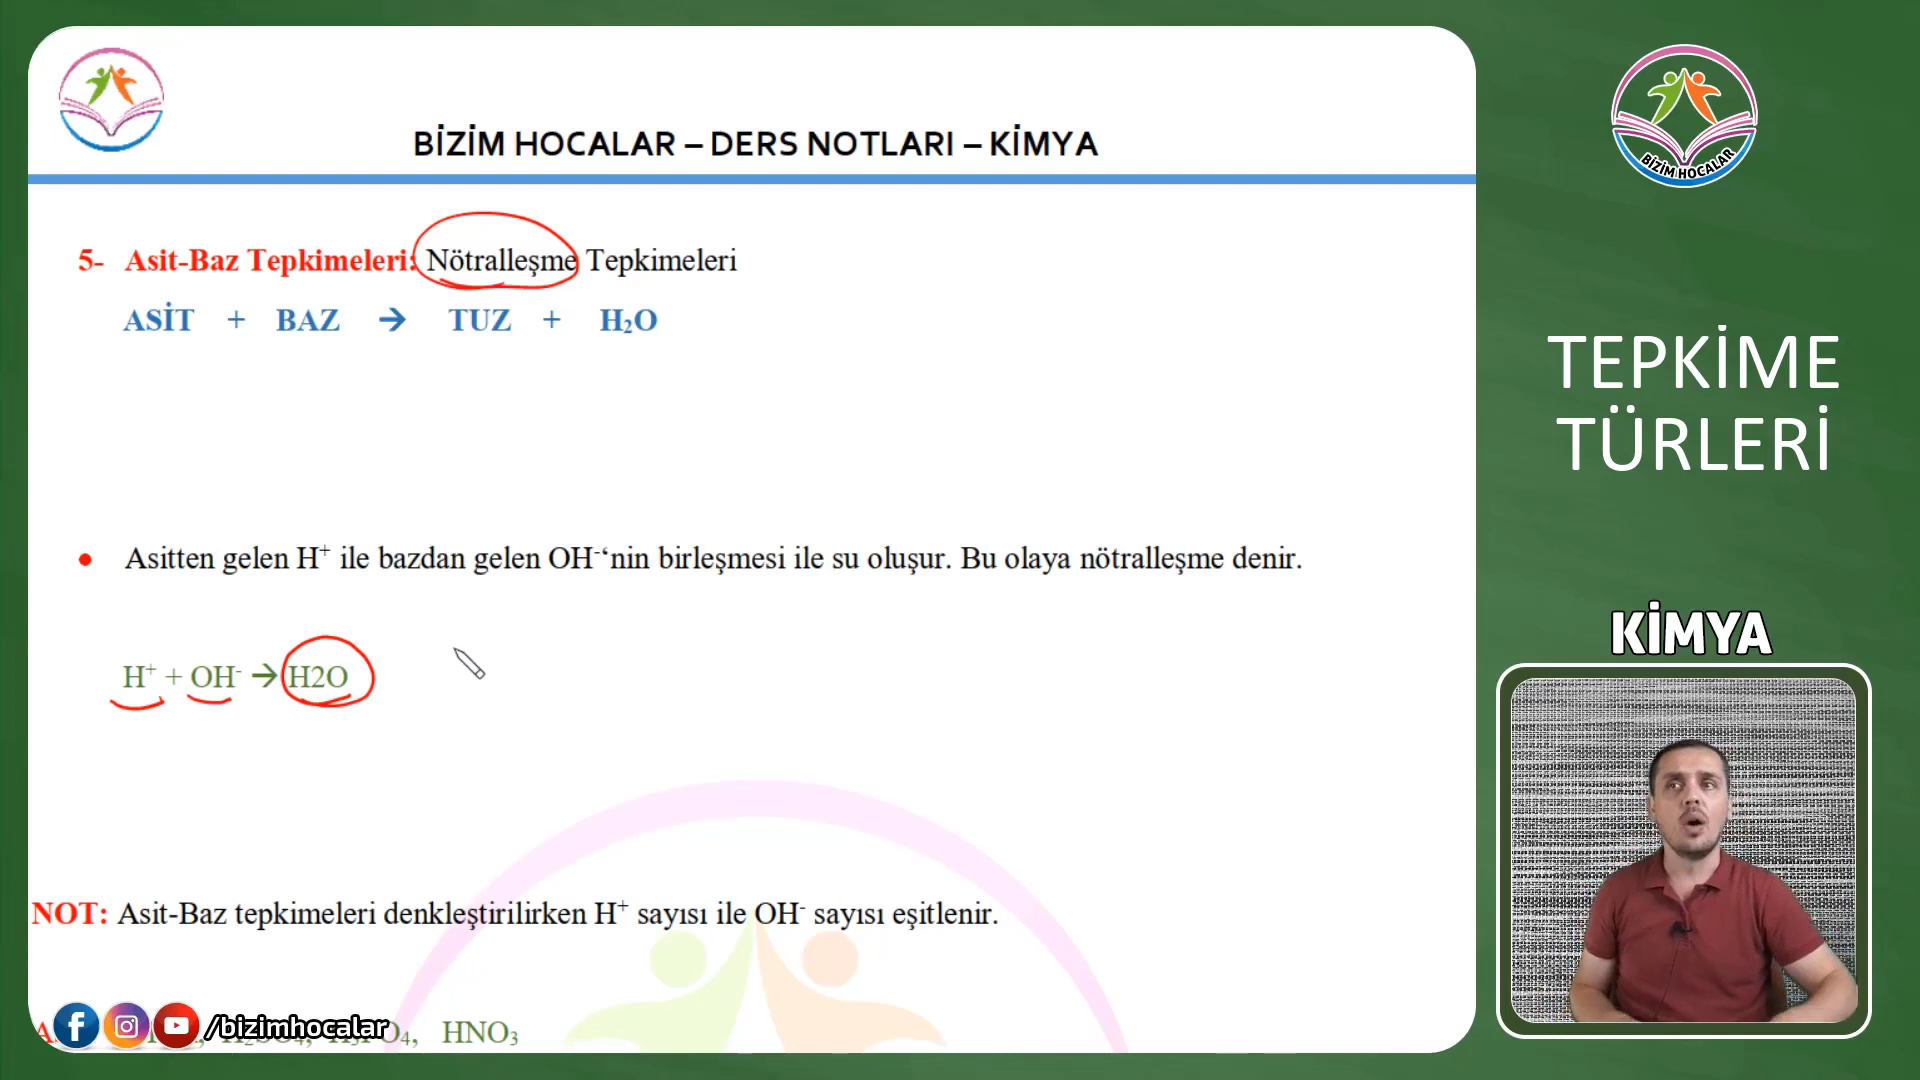 BİZİM HOCALAR – DERS NOTLARI – KİMYA
BİZİM HOCALAR
5- Asit-Baz Tepkimeleri: Nötralleşme Tepkimeleri
ASİT + BAZ → TUZ + H₂O
TEPKİME
TÜRLERİ
• Asitten gelen H⁺ ile bazdan gelen OH⁻‘nin birleşmesi ile su oluşur. Bu olaya nötralleşme denir.
H⁺ + OH⁻ → H2O
KİMYA
NOT: Asit-Baz tepkimeleri denkleştirilirken H⁺ sayısı ile OH⁻ sayısı eşitlenir.
/bizimhocalar
H₂SO₄, H₃PO₄, HNO₃